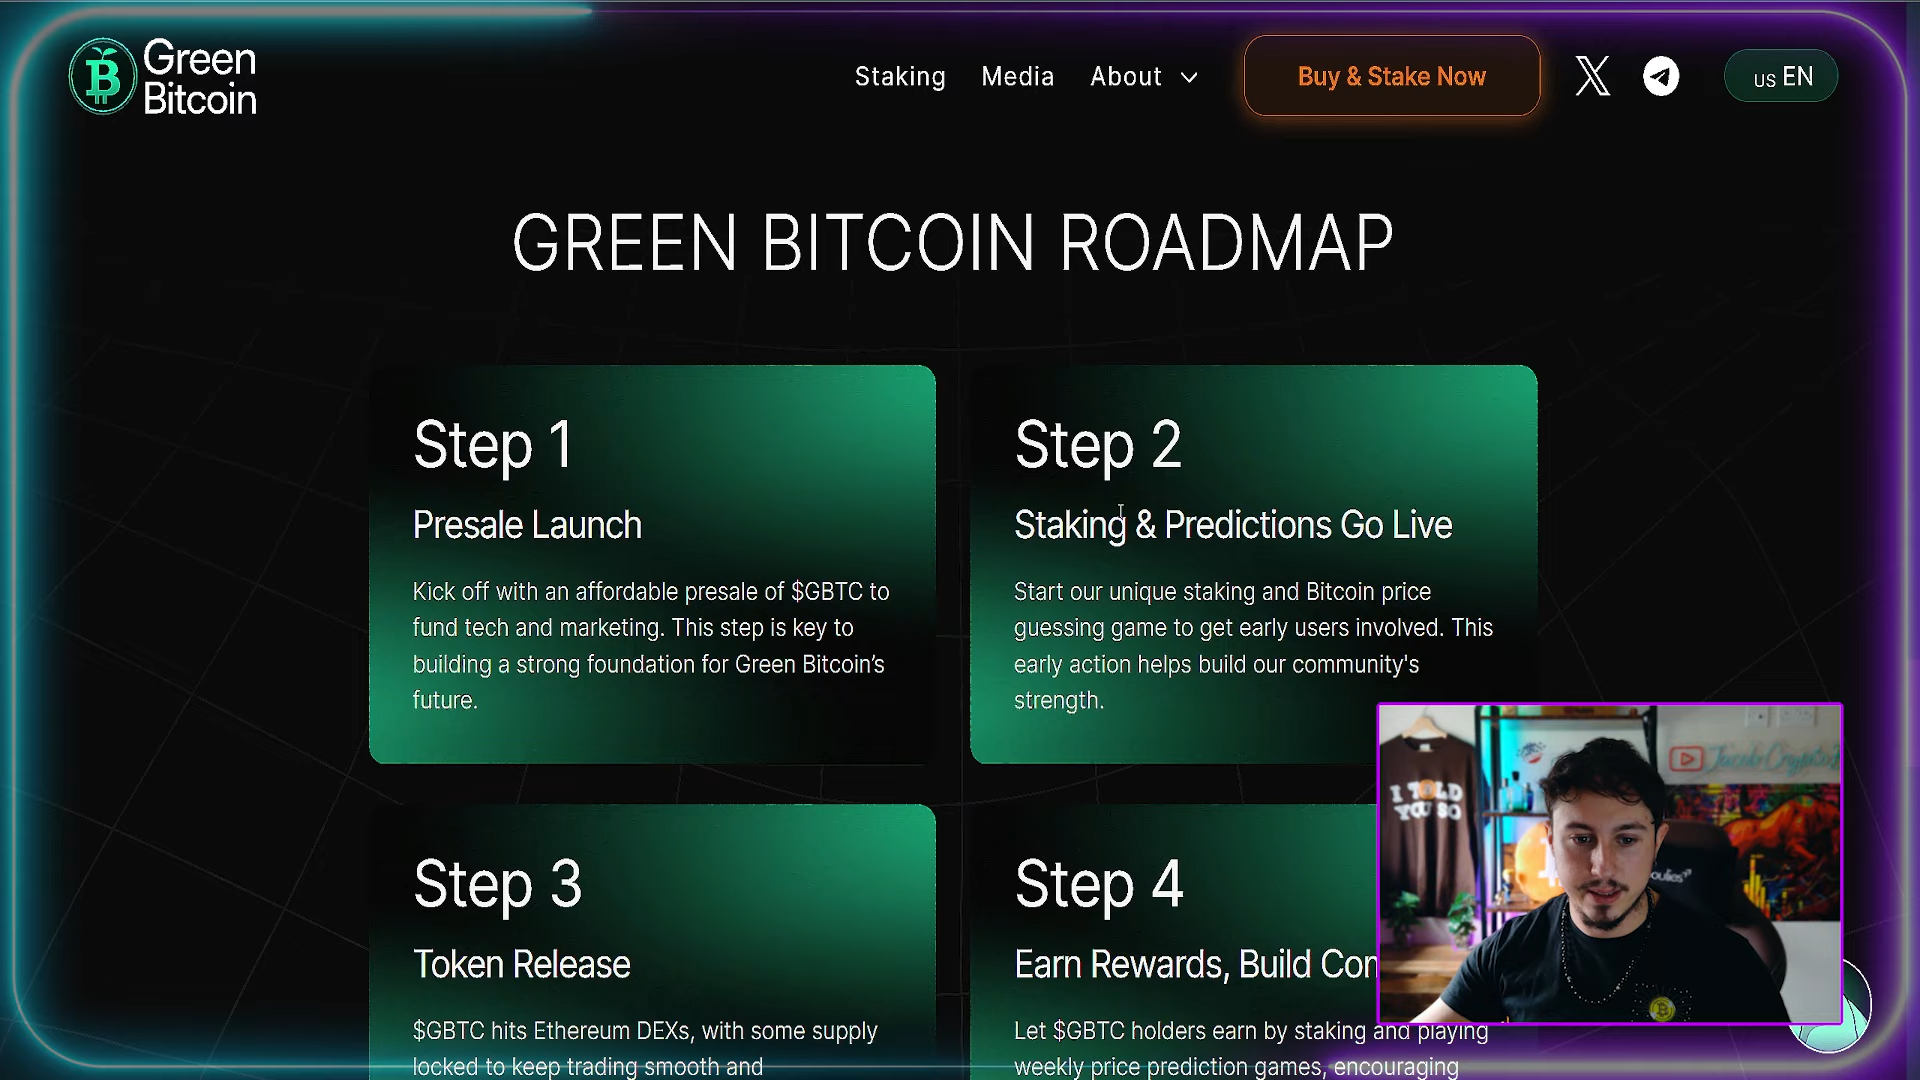 Green
Bitcoin
Staking
Media
About
Buy & Stake Now
US EN
GREEN BITCOIN ROADMAP
Step 1
Presale Launch
Kick off with an affordable presale of $GBTC to
fund tech and marketing. This step is key to
building a strong foundation for Green Bitcoin’s
future.
Step 2
Staking & Predictions Go Live
Start our unique staking and Bitcoin price
guessing game to get early users involved. This
early action helps build our community's
strength.
Step 3
Token Release
$GBTC hits Ethereum DEXs, with some supply
locked to keep trading smooth and
Step 4
Earn Rewards, Build
Let $GBTC holders earn by staking and playing
weekly price prediction games, encouraging
I TOLD
YOU SO